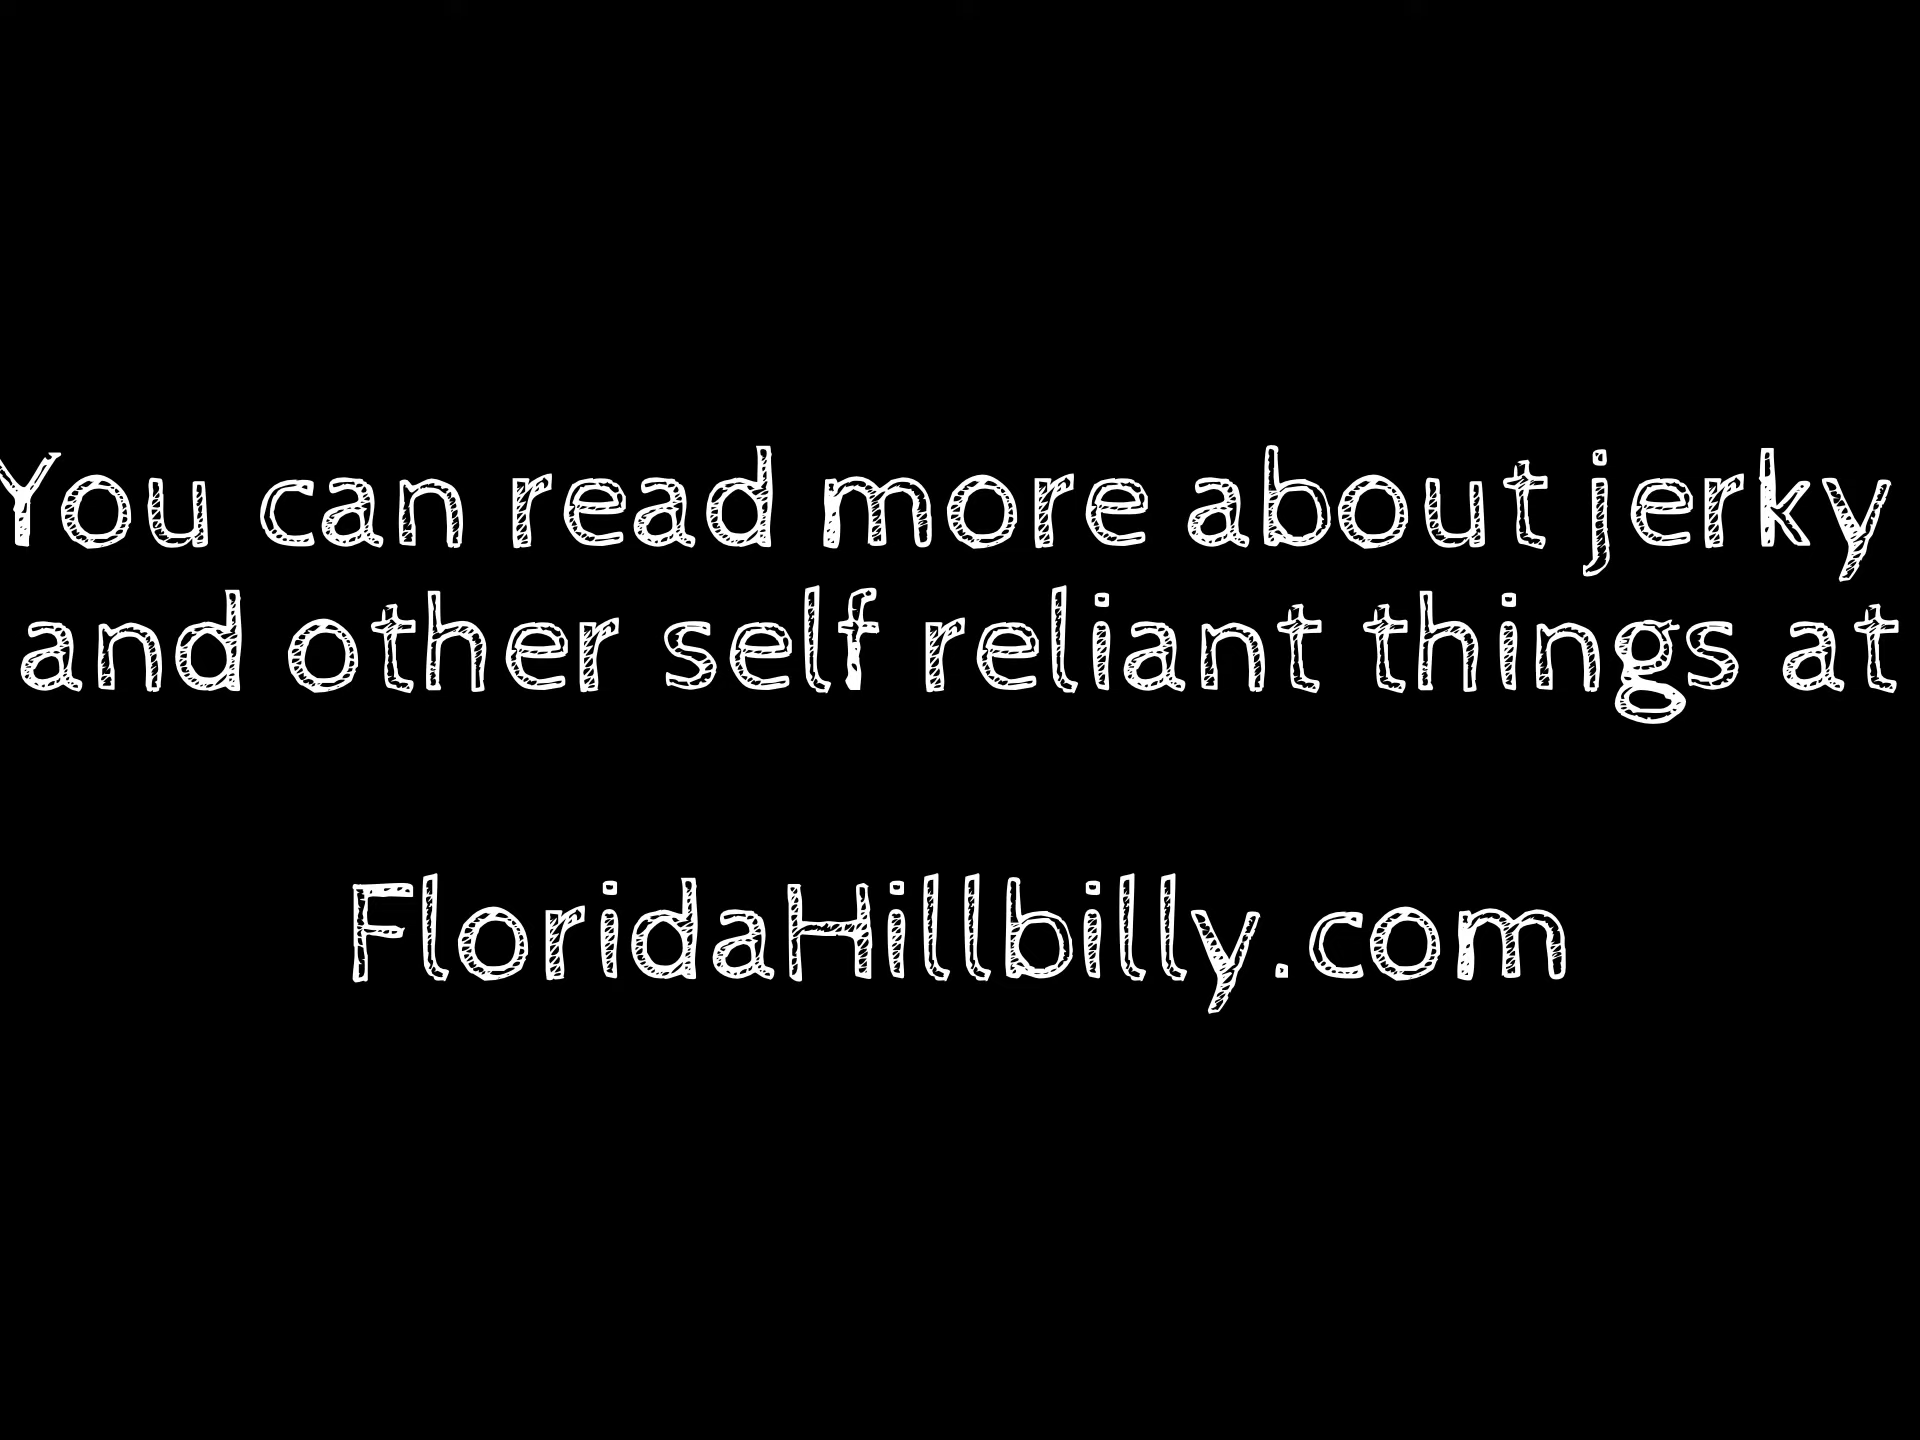 You can read more about jerky
and other self reliant things at
FloridaHillbilly.com